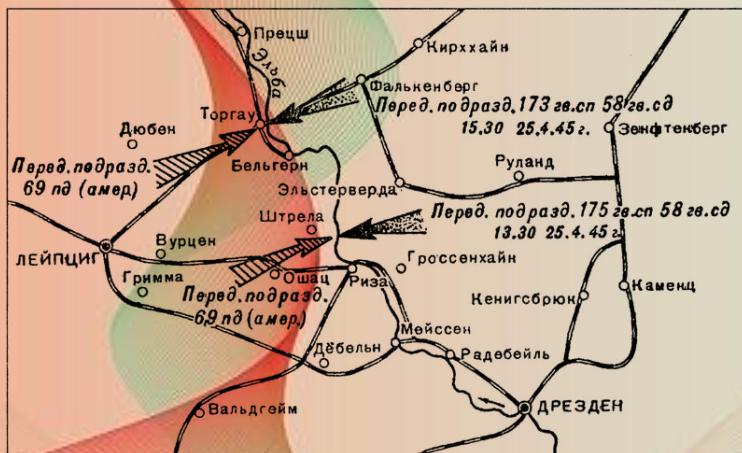 Прецш
Эльба
Кирххайн
Фалькенберг
Торгау
Перед. подразд. 173 гв.сп 58 гв.сд
15.30 25.4.45 г.
Дюбен
Зенфтенберг
Перед. подразд.
69 пд (амер.)
Бельгерн
Руланд
Эльстерверда
Штрела
Перед. подразд. 175 гв.сп 58 гв.сд
13.30 25.4.45 г.
ЛЕЙПЦИГ
Вурцен
Гримма
Ошац
Риза
Гроссенхайн
Перед. подразд.
69 пд (амер.)
Кенигсбрюк
Каменц
Мейссен
Дёбельн
Радебейль
Вальдгейм
ДРЕЗДЕН